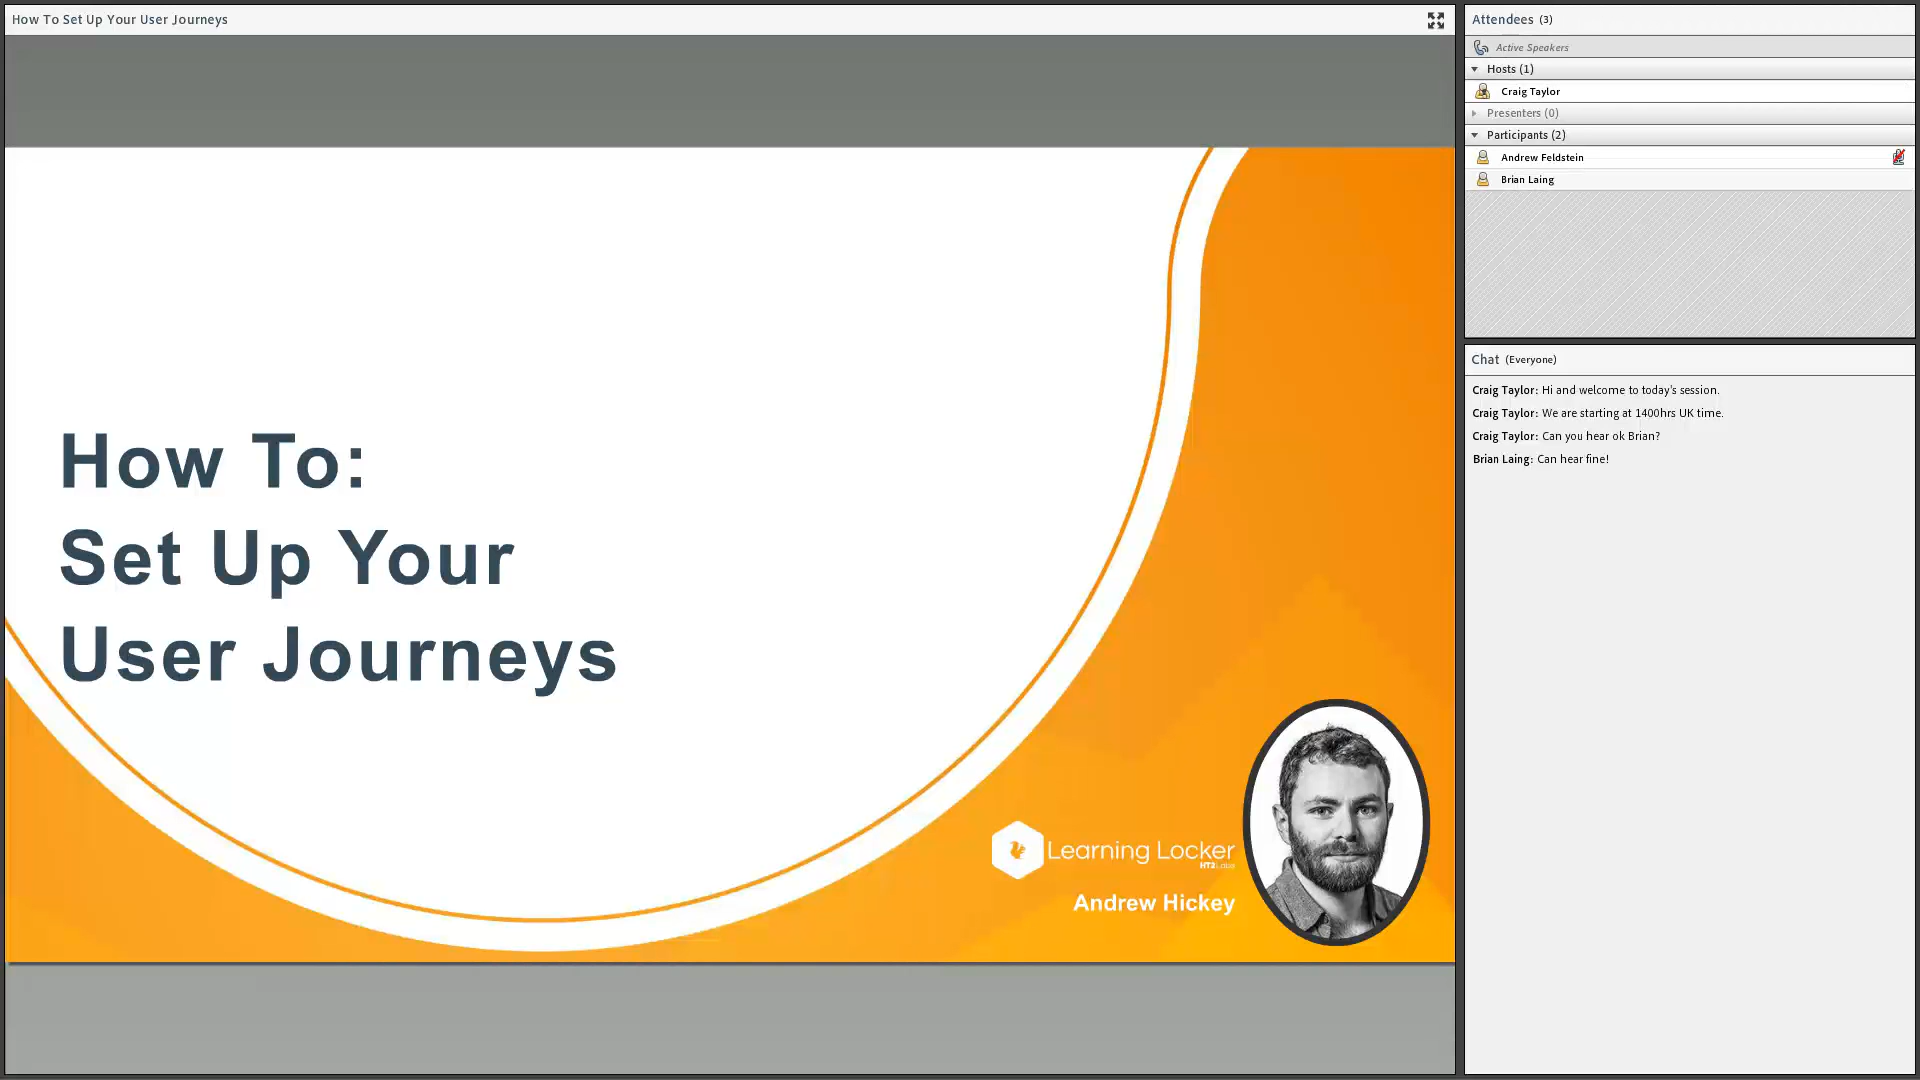 How To Set Up Your User Journeys
How To:
Set Up Your
User Journeys
Learning Locker
HT2 Labs
Andrew Hickey
Attendees (3)
Active Speakers
Hosts (1)
Craig Taylor
Presenters (0)
Participants (2)
Andrew Feldstein
Brian Laing
Chat (Everyone)
Craig Taylor: Hi and welcome to today's session.
Craig Taylor: We are starting at 1400hrs UK time.
Craig Taylor: Can you hear ok Brian?
Brian Laing: Can hear fine!